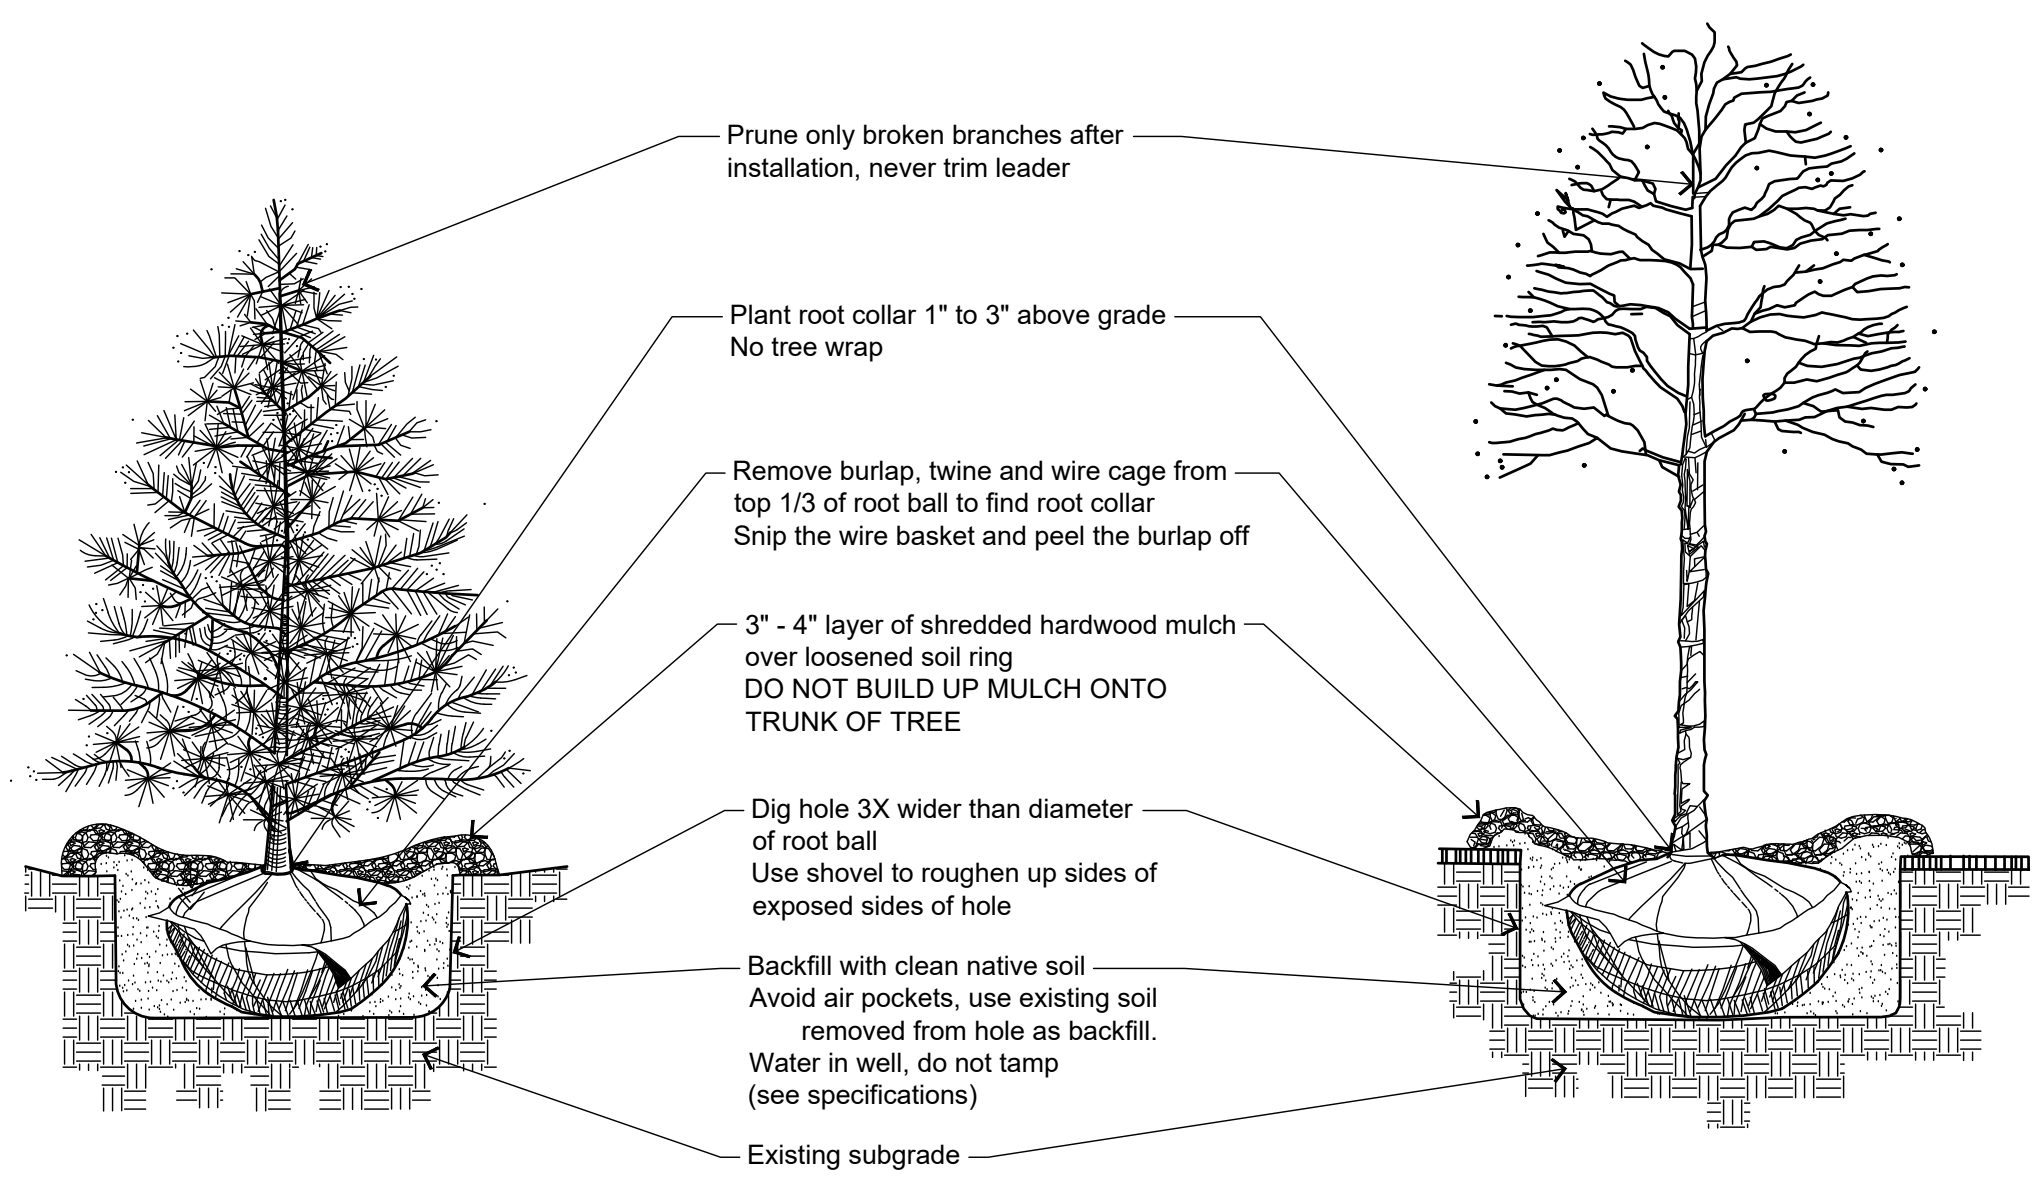 Prune only broken branches after
installation, never trim leader
Plant root collar 1" to 3" above grade
No tree wrap
Remove burlap, twine and wire cage from
top 1/3 of root ball to find root collar
Snip the wire basket and peel the burlap off
3" - 4" layer of shredded hardwood mulch
over loosened soil ring
DO NOT BUILD UP MULCH ONTO
TRUNK OF TREE
Dig hole 3X wider than diameter
of root ball
Use shovel to roughen up sides of
exposed sides of hole
Backfill with clean native soil
Avoid air pockets, use existing soil
removed from hole as backfill.
Water in well, do not tamp
(see specifications)
Existing subgrade